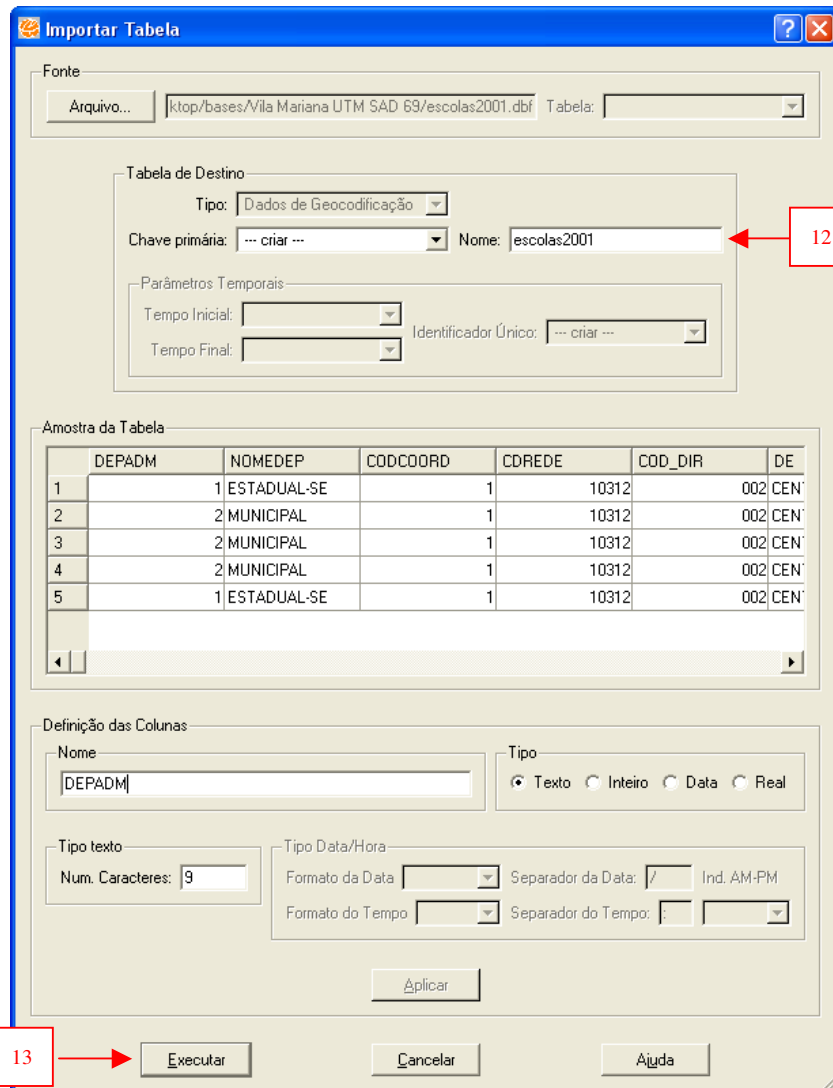 Importar Tabela
Fonte
Arquivo... ktop/bases/Vila Mariana UTM SAD 69/escolas2001.dbf Tabela:
Tabela de Destino
Tipo: Dados de Geocodificação
Chave primária: --- criar --- Nome: escolas2001
12
Parâmetros Temporais
Tempo Inicial:
Identificador Único: --- criar ---
Tempo Final:
Amostra da Tabela
DEPADM NOMEDEP CODCOORD CDREDE COD_DIR DE
1 1 ESTADUAL-SE 1 10312 002 CEN
2 2 MUNICIPAL 1 10312 002 CEN
3 2 MUNICIPAL 1 10312 002 CEN
4 2 MUNICIPAL 1 10312 002 CEN
5 1 ESTADUAL-SE 1 10312 002 CEN
Definição das Colunas
Nome
DEPADM
Tipo
Texto Inteiro Data Real
Tipo texto
Num. Caracteres: 9
Tipo Data/Hora
Formato da Data Separador da Data: / Ind. AM-PM
Formato do Tempo Separador do Tempo: :
Aplicar
13
Executar Cancelar Ajuda